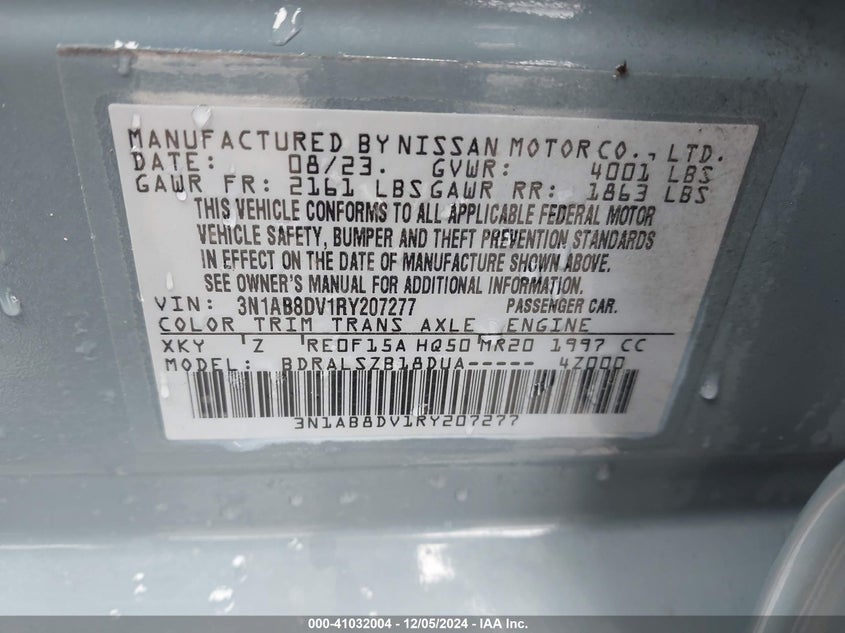 MANUFACTURED BY NISSAN MOTOR CO., LTD.
DATE: 08/23. GVWR: 4001 LBS
GAWR FR: 2161 LBS GAWR RR: 1863 LBS
THIS VEHICLE CONFORMS TO ALL APPLICABLE FEDERAL MOTOR
VEHICLE SAFETY, BUMPER AND THEFT PREVENTION STANDARDS
IN EFFECT ON THE DATE OF MANUFACTURE SHOWN ABOVE.
SEE OWNER'S MANUAL FOR ADDITIONAL INFORMATION.
VIN: 3N1AB8DV1RY207277 PASSENGER CAR.
COLOR TRIM TRANS AXLE ENGINE
XKY Z RE0F15A HQ50 MR20 1997 CC
MODEL: BDRALSZB18DUA----- 4Z000
3N1AB8DV1RY207277
000-41032004 - 12/05/2024 - IAA Inc.